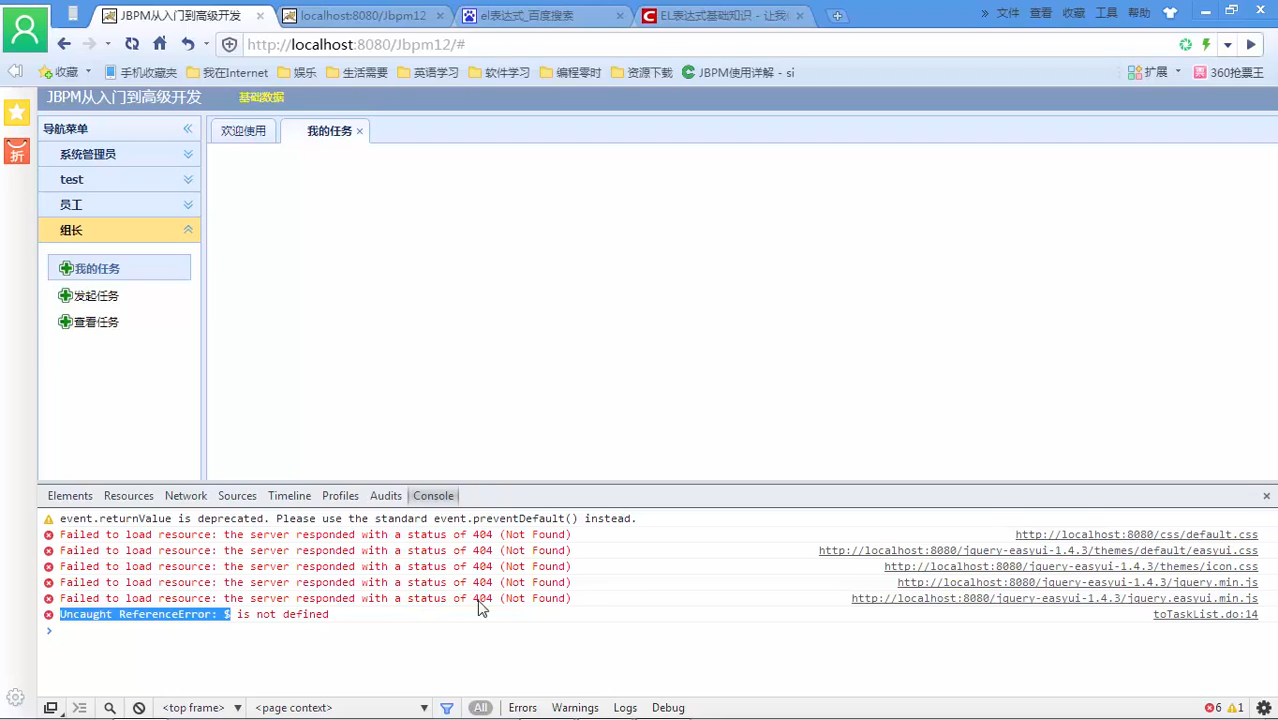 JBPM从入门到高级开发 localhost:8080/Jbpm12 el表达式_百度搜索 EL表达式基础知识 - 让我 » 文件 查看 收藏 工具 帮助
http://localhost:8080/Jbpm12/#
收藏 手机收藏夹 我在Internet 娱乐 生活需要 英语学习 软件学习 编程零时 资源下载 JBPM使用详解 - si 扩展 360抢票王
JBPM从入门到高级开发 基础数据
折
导航菜单
系统管理员
test
员工
组长
我的任务
发起任务
查看任务
欢迎使用 我的任务
Elements Resources Network Sources Timeline Profiles Audits Console
event.returnValue is deprecated. Please use the standard event.preventDefault() instead.
Failed to load resource: the server responded with a status of 404 (Not Found) http://localhost:8080/css/default.css
Failed to load resource: the server responded with a status of 404 (Not Found) http://localhost:8080/jquery-easyui-1.4.3/themes/default/easyui.css
Failed to load resource: the server responded with a status of 404 (Not Found) http://localhost:8080/jquery-easyui-1.4.3/themes/icon.css
Failed to load resource: the server responded with a status of 404 (Not Found) http://localhost:8080/jquery-easyui-1.4.3/jquery.min.js
Failed to load resource: the server responded with a status of 404 (Not Found) http://localhost:8080/jquery-easyui-1.4.3/jquery.easyui.min.js
Uncaught ReferenceError: $ is not defined toTaskList.do:14
<top frame> <page context> All Errors Warnings Logs Debug 6 1